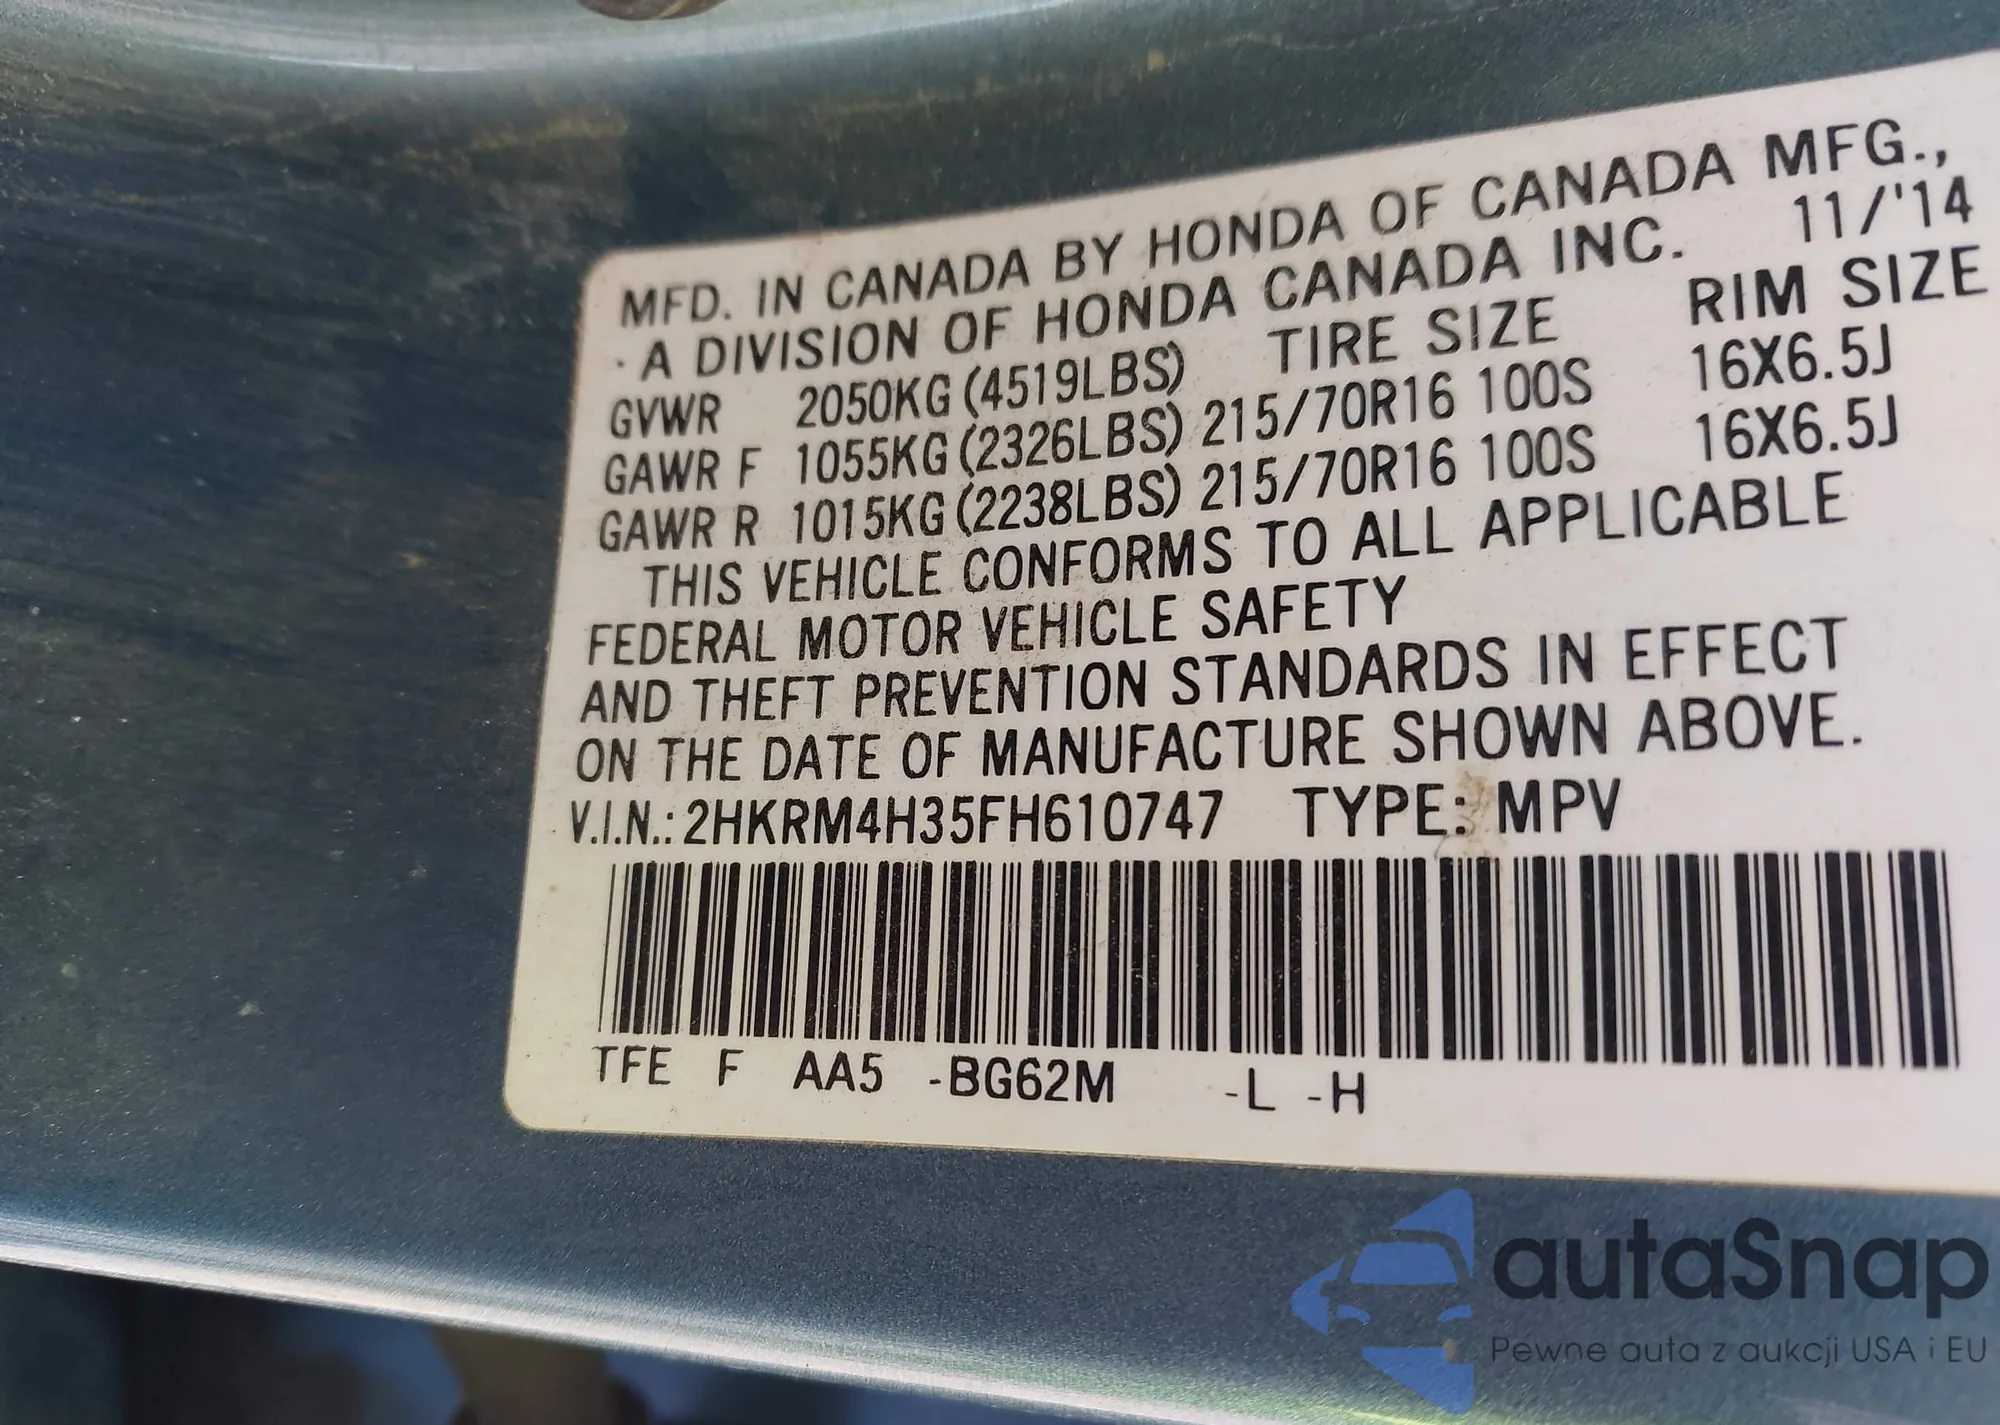 MFD. IN CANADA BY HONDA OF CANADA MFG.,
A DIVISION OF HONDA CANADA INC. 11/'14
GVWR 2050KG (4519LBS) TIRE SIZE RIM SIZE
GAWR F 1055KG (2326LBS) 215/70R16 100S 16X6.5J
GAWR R 1015KG (2238LBS) 215/70R16 100S 16X6.5J
THIS VEHICLE CONFORMS TO ALL APPLICABLE
FEDERAL MOTOR VEHICLE SAFETY
AND THEFT PREVENTION STANDARDS IN EFFECT
ON THE DATE OF MANUFACTURE SHOWN ABOVE.
V.I.N.: 2HKRM4H35FH610747 TYPE: MPV
TFE F AA5 -BG62M -L -H
autaSnap
Pewne auta z aukcji USA i EU